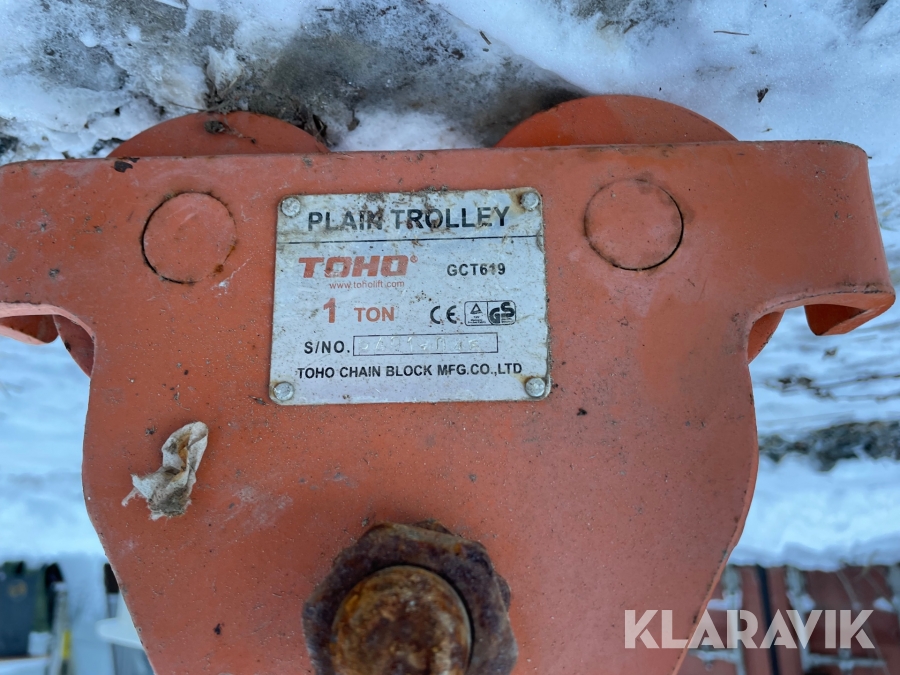 PLAIN TROLLEY
TOHO®
GCT619
www.toholift.com
1 TON
CE
GS
S/NO.
TOHO CHAIN BLOCK MFG.CO.,LTD
KLARAVIK